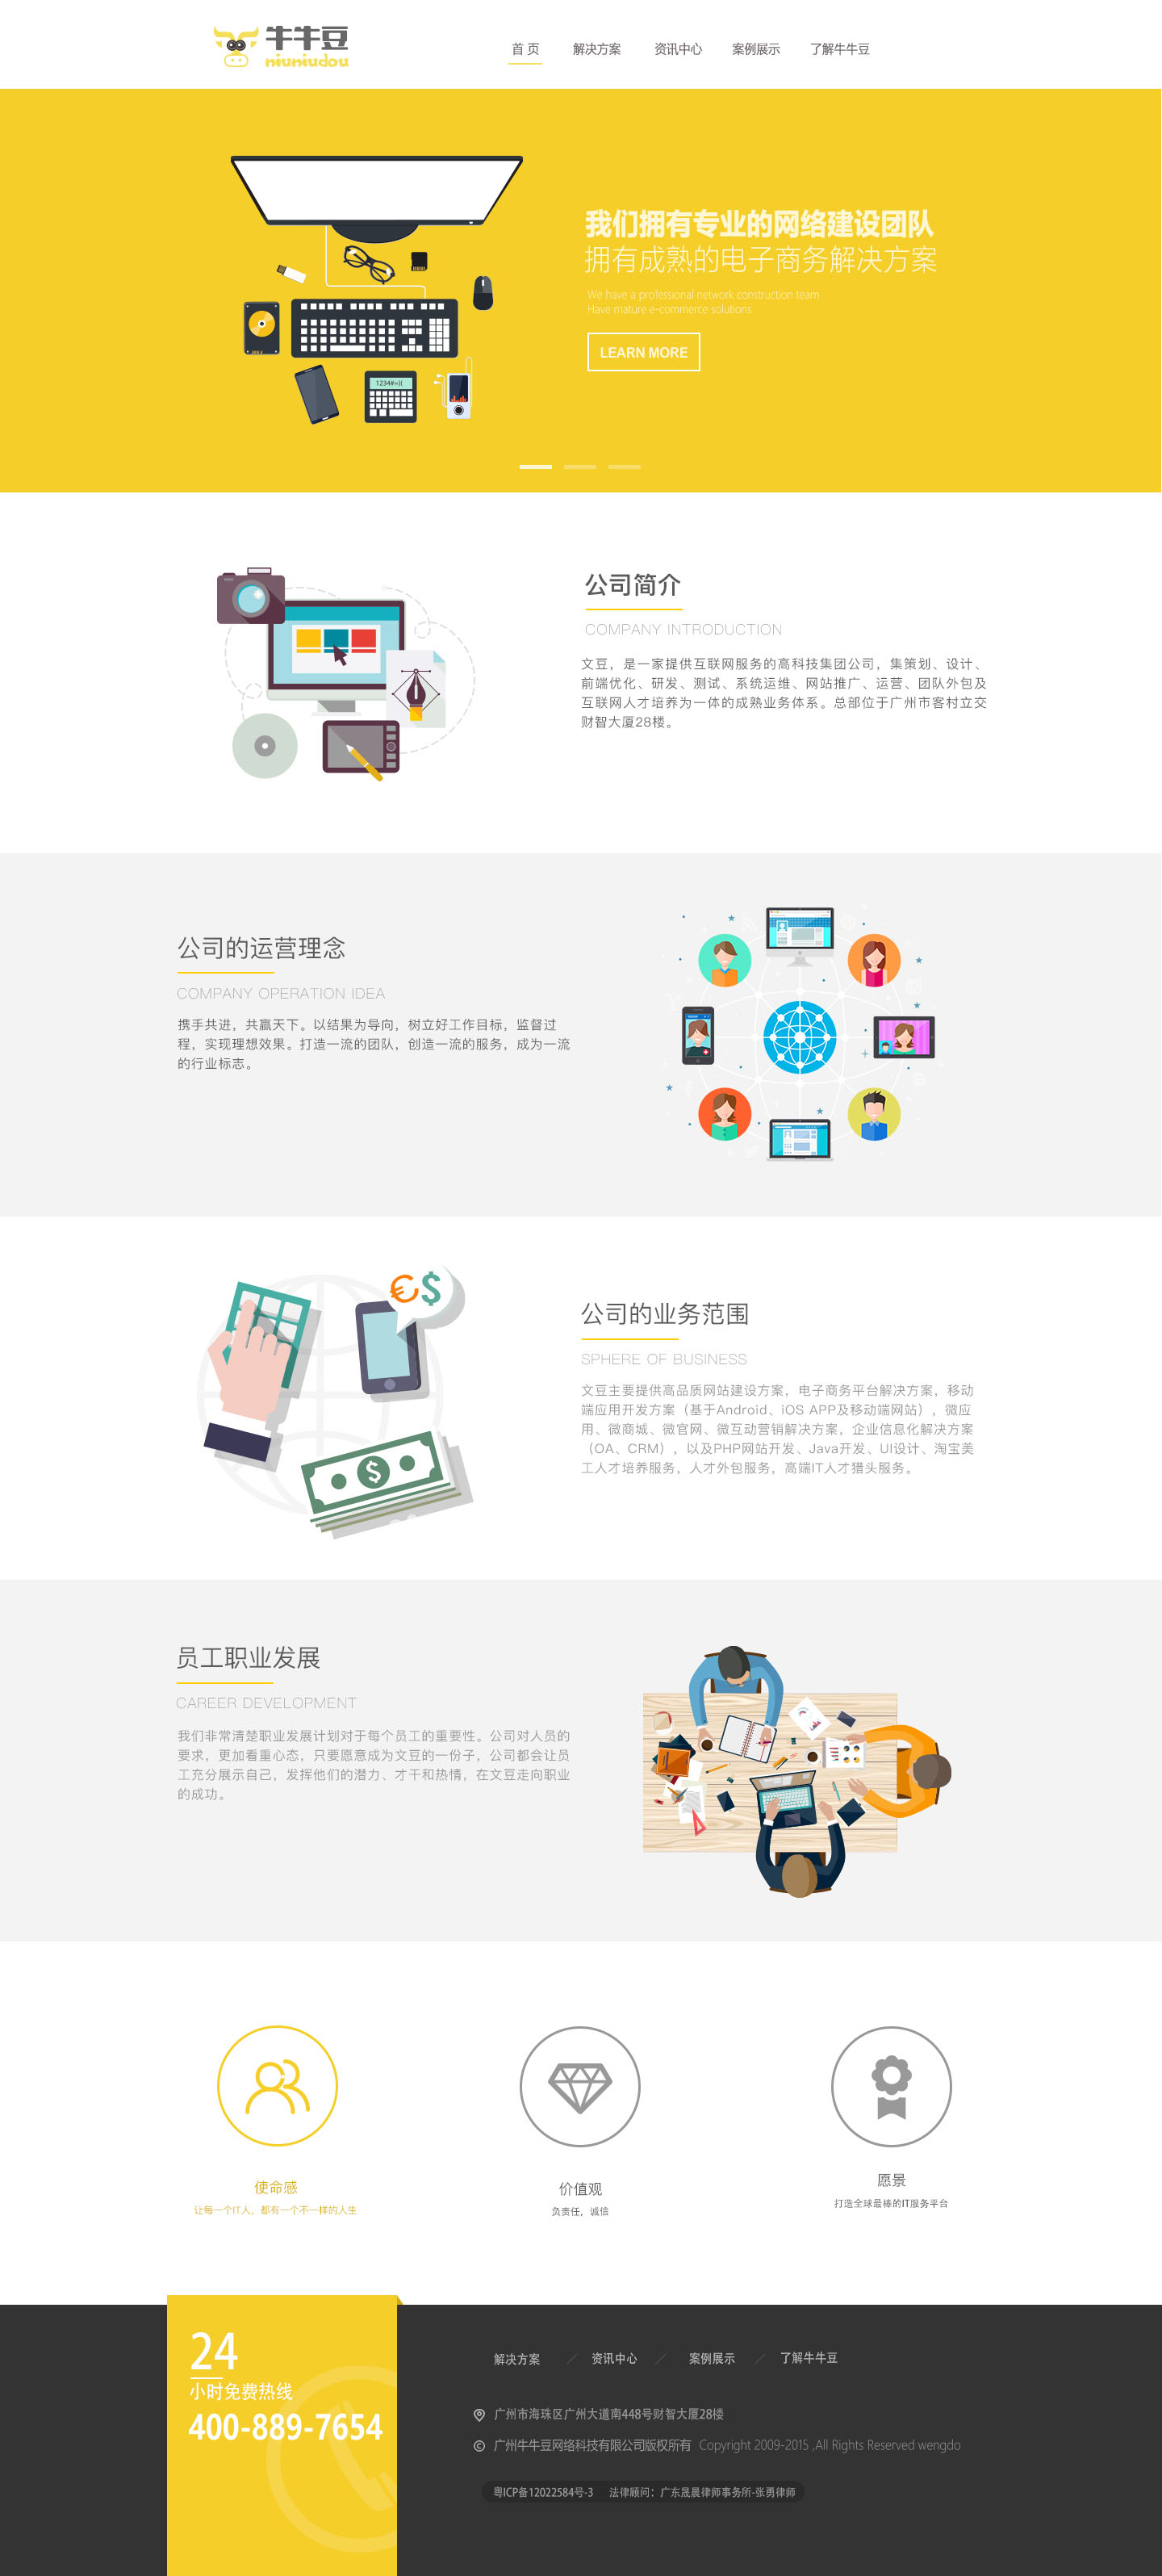 牛牛豆
niuniudou
首 页 解决方案 资讯中心 案例展示 了解牛牛豆
我们拥有专业的网络建设团队
拥有成熟的电子商务解决方案
We have a professional network construction team
Have mature e-commerce solutions
LEARN MORE
1234#=)(
公司简介
COMPANY INTRODUCTION
文豆，是一家提供互联网服务的高科技集团公司，集策划、设计、
前端优化、研发、测试、系统运维、网站推广、运营、团队外包及
互联网人才培养为一体的成熟业务体系。总部位于广州市客村立交
财智大厦28楼。
公司的运营理念
COMPANY OPERATION IDEA
携手共进，共赢天下。以结果为导向，树立好工作目标，监督过
程，实现理想效果。打造一流的团队，创造一流的服务，成为一流
的行业标志。
€$
$
公司的业务范围
SPHERE OF BUSINESS
文豆主要提供高品质网站建设方案，电子商务平台解决方案，移动
端应用开发方案（基于Android、iOS APP及移动端网站），微应
用、微商城、微官网、微互动营销解决方案，企业信息化解决方案
（OA、CRM），以及PHP网站开发、Java开发、UI设计、淘宝美
工人才培养服务，人才外包服务，高端IT人才猎头服务。
员工职业发展
CAREER DEVELOPMENT
我们非常清楚职业发展计划对于每个员工的重要性。公司对人员的
要求，更加看重心态，只要愿意成为文豆的一份子，公司都会让员
工充分展示自己，发挥他们的潜力、才干和热情，在文豆走向职业
的成功。
使命感
让每一个IT人，都有一个不一样的人生
价值观
负责任，诚信
愿景
打造全球最棒的IT服务平台
24
小时免费热线
400-889-7654
解决方案 ／ 资讯中心 ／ 案例展示 ／ 了解牛牛豆
广州市海珠区广州大道南448号财智大厦28楼
© 广州牛牛豆网络科技有限公司版权所有 Copyright 2009-2015 ,All Rights Reserved wengdo
粤ICP备12022584号-3 法律顾问：广东晟晨律师事务所-张勇律师